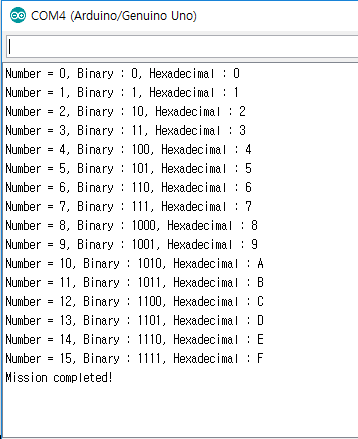 COM4 (Arduino/Genuino Uno)
Number = 0, Binary : 0, Hexadecimal : 0
Number = 1, Binary : 1, Hexadecimal : 1
Number = 2, Binary : 10, Hexadecimal : 2
Number = 3, Binary : 11, Hexadecimal : 3
Number = 4, Binary : 100, Hexadecimal : 4
Number = 5, Binary : 101, Hexadecimal : 5
Number = 6, Binary : 110, Hexadecimal : 6
Number = 7, Binary : 111, Hexadecimal : 7
Number = 8, Binary : 1000, Hexadecimal : 8
Number = 9, Binary : 1001, Hexadecimal : 9
Number = 10, Binary : 1010, Hexadecimal : A
Number = 11, Binary : 1011, Hexadecimal : B
Number = 12, Binary : 1100, Hexadecimal : C
Number = 13, Binary : 1101, Hexadecimal : D
Number = 14, Binary : 1110, Hexadecimal : E
Number = 15, Binary : 1111, Hexadecimal : F
Mission completed!